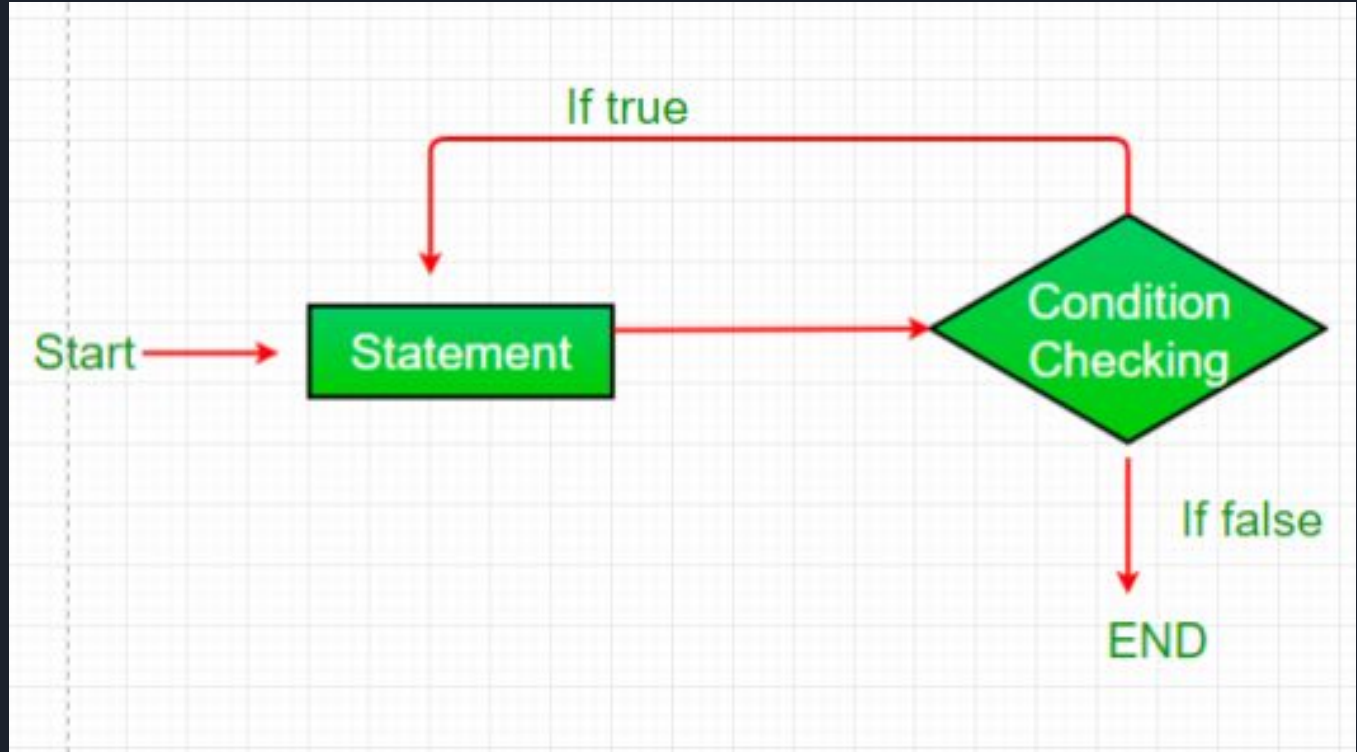 If true
Start
Statement
Condition
Checking
If false
END